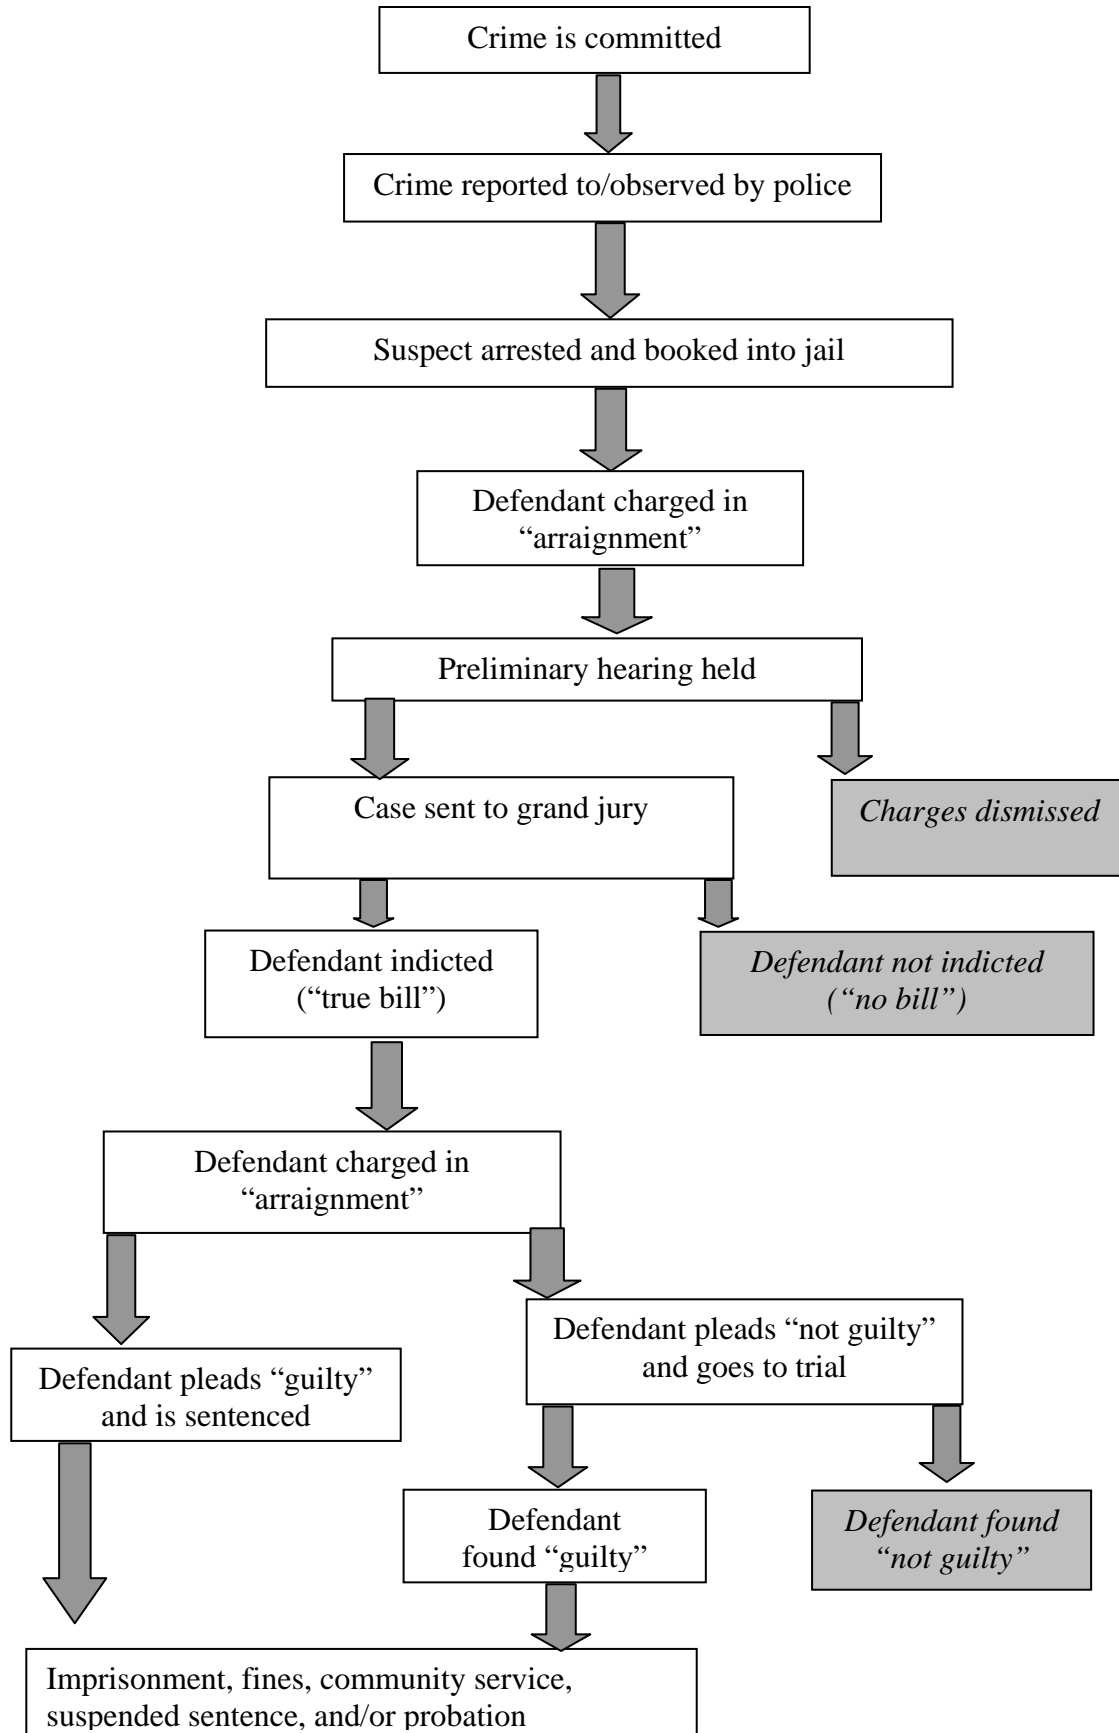 Crime is committed
Crime reported to/observed by police
Suspect arrested and booked into jail
Defendant charged in
“arraignment”
Preliminary hearing held
Case sent to grand jury
Charges dismissed
Defendant indicted
(“true bill”)
Defendant not indicted
(“no bill”)
Defendant charged in
“arraignment”
Defendant pleads “guilty”
and is sentenced
Defendant pleads “not guilty”
and goes to trial
Defendant
found “guilty”
Defendant found
“not guilty”
Imprisonment, fines, community service,
suspended sentence, and/or probation